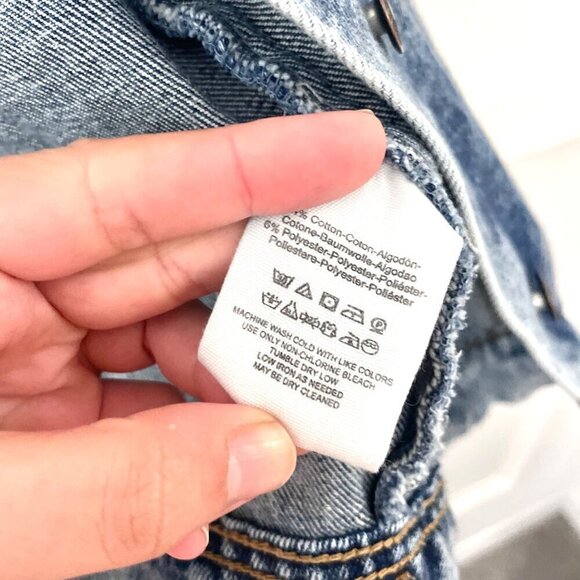 % Cotton-Coton-Algodón-
Cotone-Baumwolle-Algodao
6% Polyester-Polyester-Poliéster-
Poliestere-Polyester-Poliéster
MACHINE WASH COLD WITH LIKE COLORS
USE ONLY NON-CHLORINE BLEACH
TUMBLE DRY LOW
LOW IRON AS NEEDED
MAY BE DRY CLEANED